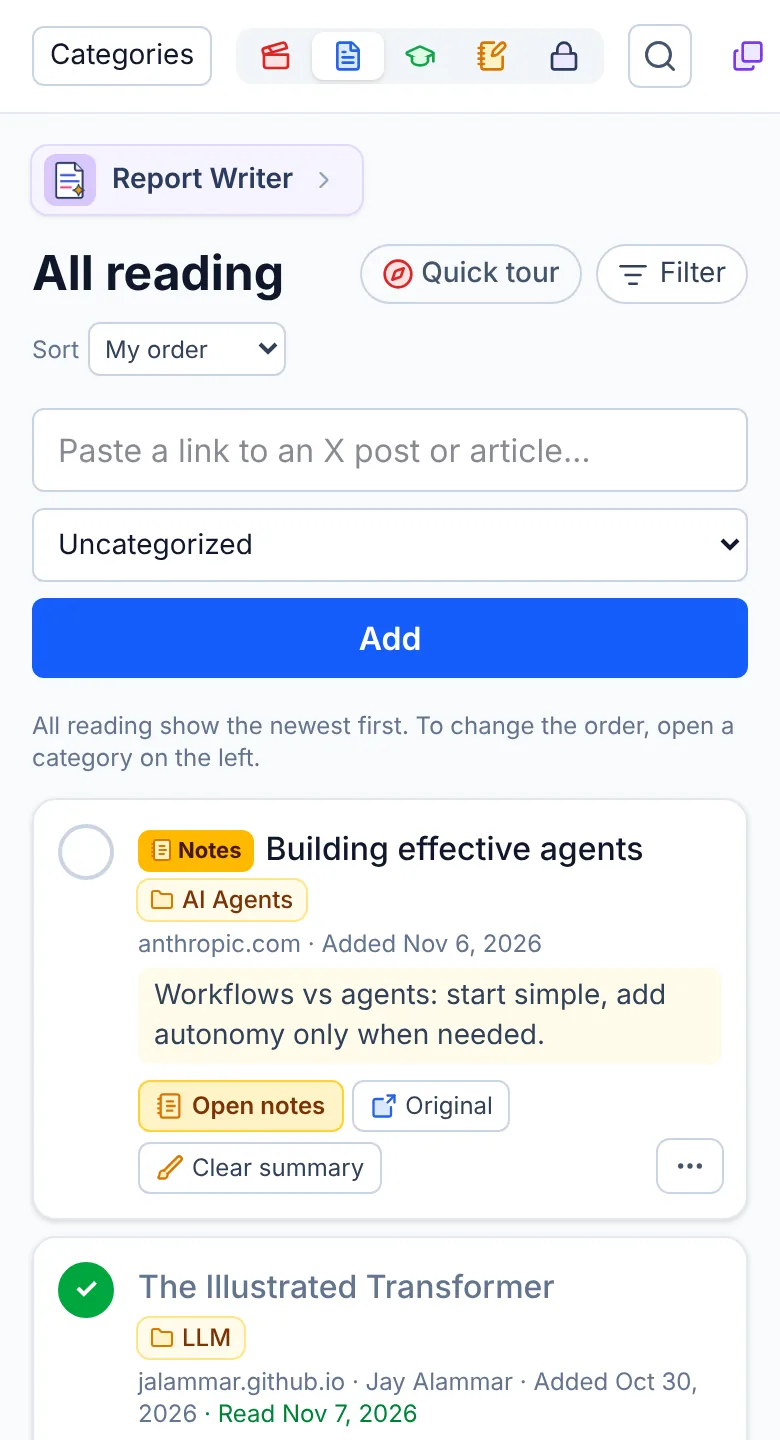 Categories
Report Writer
All reading
Quick tour
Filter
Sort
My order
Paste a link to an X post or article...
Uncategorized
Add
All reading show the newest first. To change the order, open a
category on the left.
Notes Building effective agents
AI Agents
anthropic.com · Added Nov 6, 2026
Workflows vs agents: start simple, add
autonomy only when needed.
Open notes
Original
Clear summary
The Illustrated Transformer
LLM
jalammar.github.io · Jay Alammar · Added Oct 30,
2026 · Read Nov 7, 2026